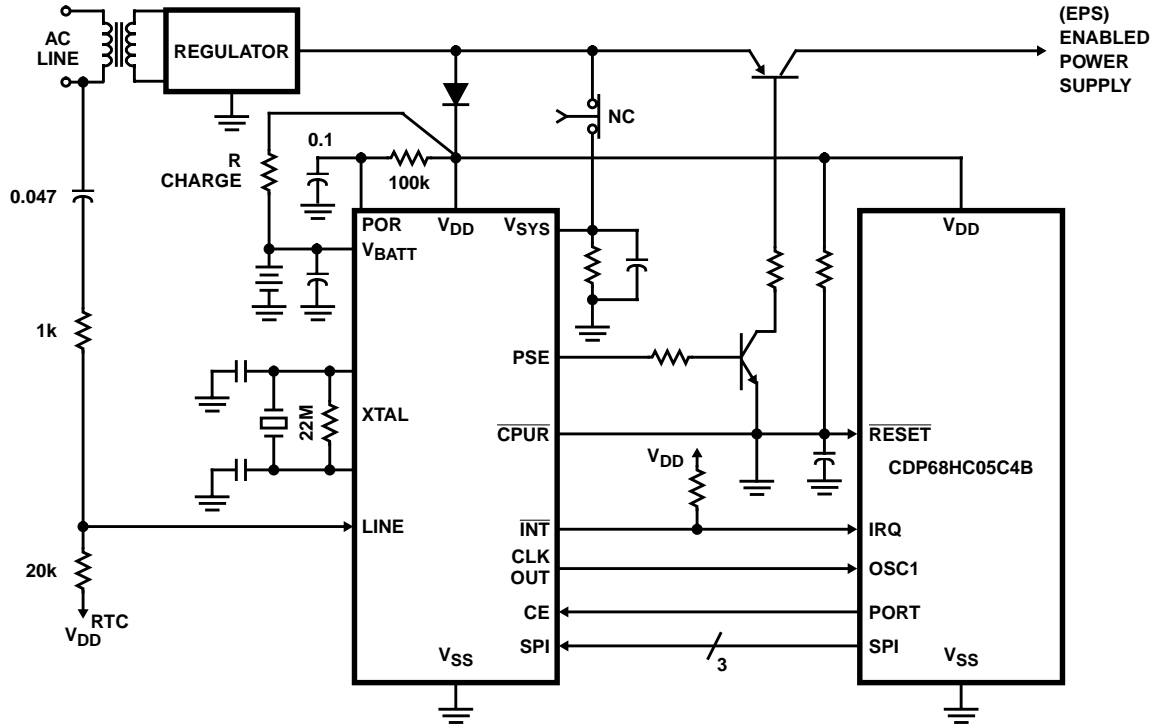 AC
LINE
REGULATOR
(EPS)
ENABLED
POWER
SUPPLY
NC
0.1
R
CHARGE
100k
0.047
POR
VDD
VSYS
VBATT
VDD
1k
PSE
XTAL
22M
CPUR
RESET
VDD
CDP68HC05C4B
LINE
INT
IRQ
20k
CLK
OUT
OSC1
RTC
VDD
CE
PORT
SPI
3
SPI
VSS
VSS